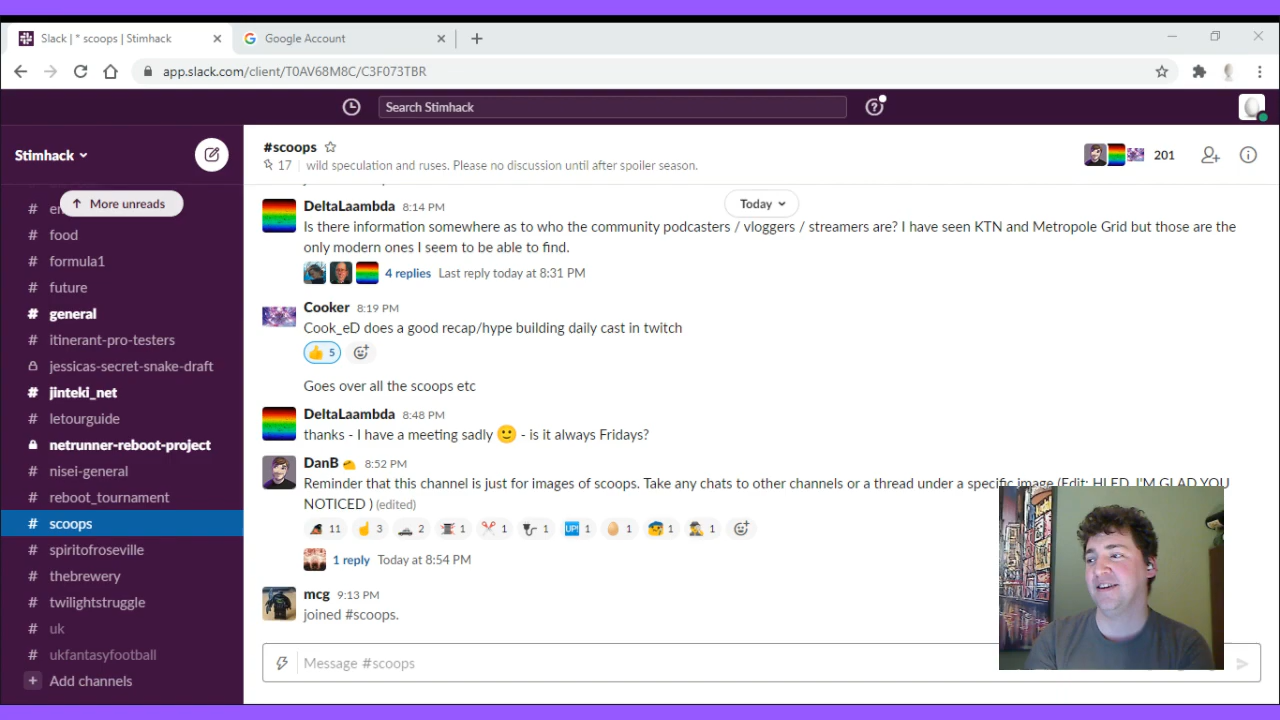 Slack | * scoops | Stimhack
Google Account
app.slack.com/client/T0AV68M8C/C3F073TBR
Search Stimhack
Stimhack
More unreads
# food
# formula1
# future
# general
# itinerant-pro-testers
jessicas-secret-snake-draft
# jinteki_net
# letourguide
netrunner-reboot-project
# nisei-general
# reboot_tournament
# scoops
# spiritofroseville
# thebrewery
# twilightstruggle
# uk
# ukfantasyfootball
+ Add channels
#scoops
17 | wild speculation and ruses. Please no discussion until after spoiler season.
201
Today
DeltaLaambda 8:14 PM
Is there information somewhere as to who the community podcasters / vloggers / streamers are? I have seen KTN and Metropole Grid but those are the
only modern ones I seem to be able to find.
4 replies Last reply today at 8:31 PM
Cooker 8:19 PM
Cook_eD does a good recap/hype building daily cast in twitch
👍 5
Goes over all the scoops etc
DeltaLaambda 8:48 PM
thanks - I have a meeting sadly 🙂 - is it always Fridays?
DanB 8:52 PM
Reminder that this channel is just for images of scoops. Take any chats to other channels or a thread under a specific image (Edit: HLED, I'M GLAD YOU
NOTICED ) (edited)
11 3 2 1 1 1 UP! 1 1 1 1
1 reply Today at 8:54 PM
mcg 9:13 PM
joined #scoops.
Message #scoops